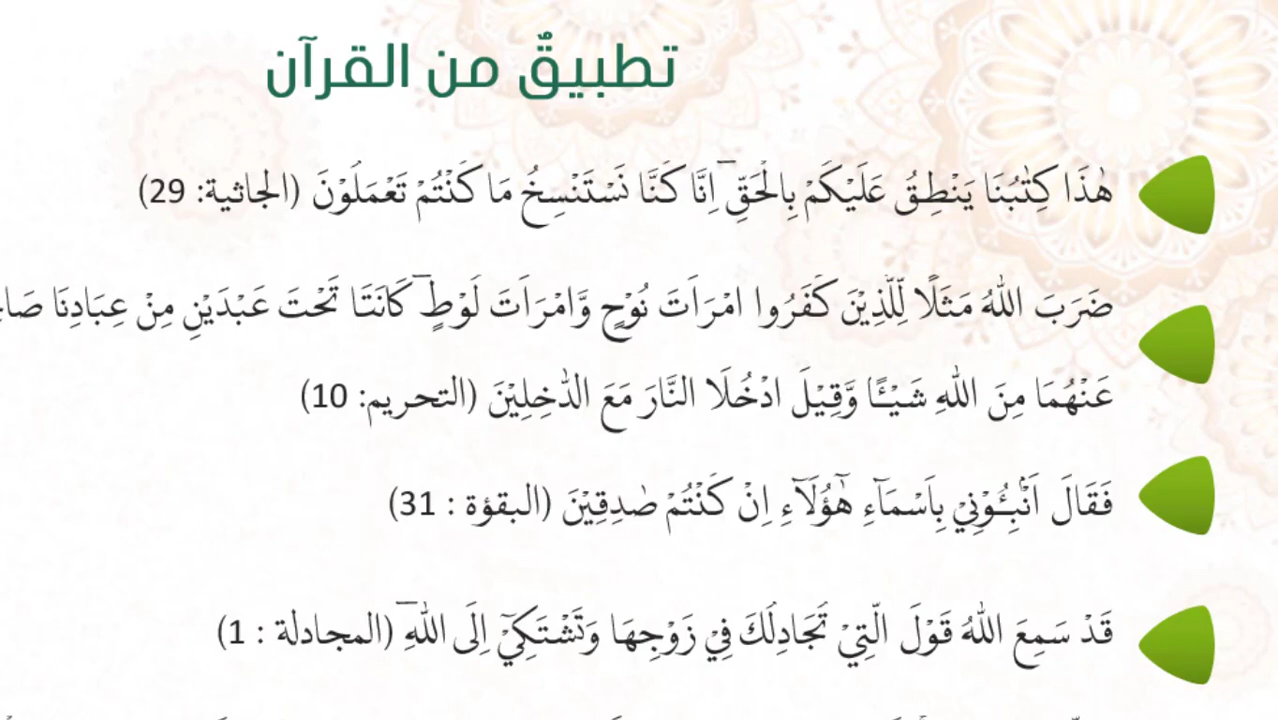 تطبيقٌ من القرآن
هٰذَا كِتٰبُنَا يَنْطِقُ عَلَيْكُمْ بِالْحَقِّ ۗ اِنَّا كُنَّا نَسْتَنْسِخُ مَا كُنْتُمْ تَعْمَلُوْنَ (الجاثية: 29)
ضَرَبَ اللّٰهُ مَثَلًا لِّلَّذِيْنَ كَفَرُوا امْرَاَتَ نُوْحٍ وَّامْرَاَتَ لُوْطٍ ۗ كَانَتَا تَحْتَ عَبْدَيْنِ مِنْ عِبَادِنَا
عَنْهُمَا مِنَ اللّٰهِ شَيْـًٔا وَّقِيْلَ ادْخُلَا النَّارَ مَعَ الدّٰخِلِيْنَ (التحريم: 10)
فَقَالَ اَنْۢبِـُٔوْنِيْ بِاَسْمَاۤءِ هٰٓؤُلَاۤءِ اِنْ كُنْتُمْ صٰدِقِيْنَ (البقؤة : 31)
قَدْ سَمِعَ اللّٰهُ قَوْلَ الَّتِيْ تُجَادِلُكَ فِيْ زَوْجِهَا وَتَشْتَكِيْٓ اِلَى اللّٰهِ ۗ (المجادلة : 1)